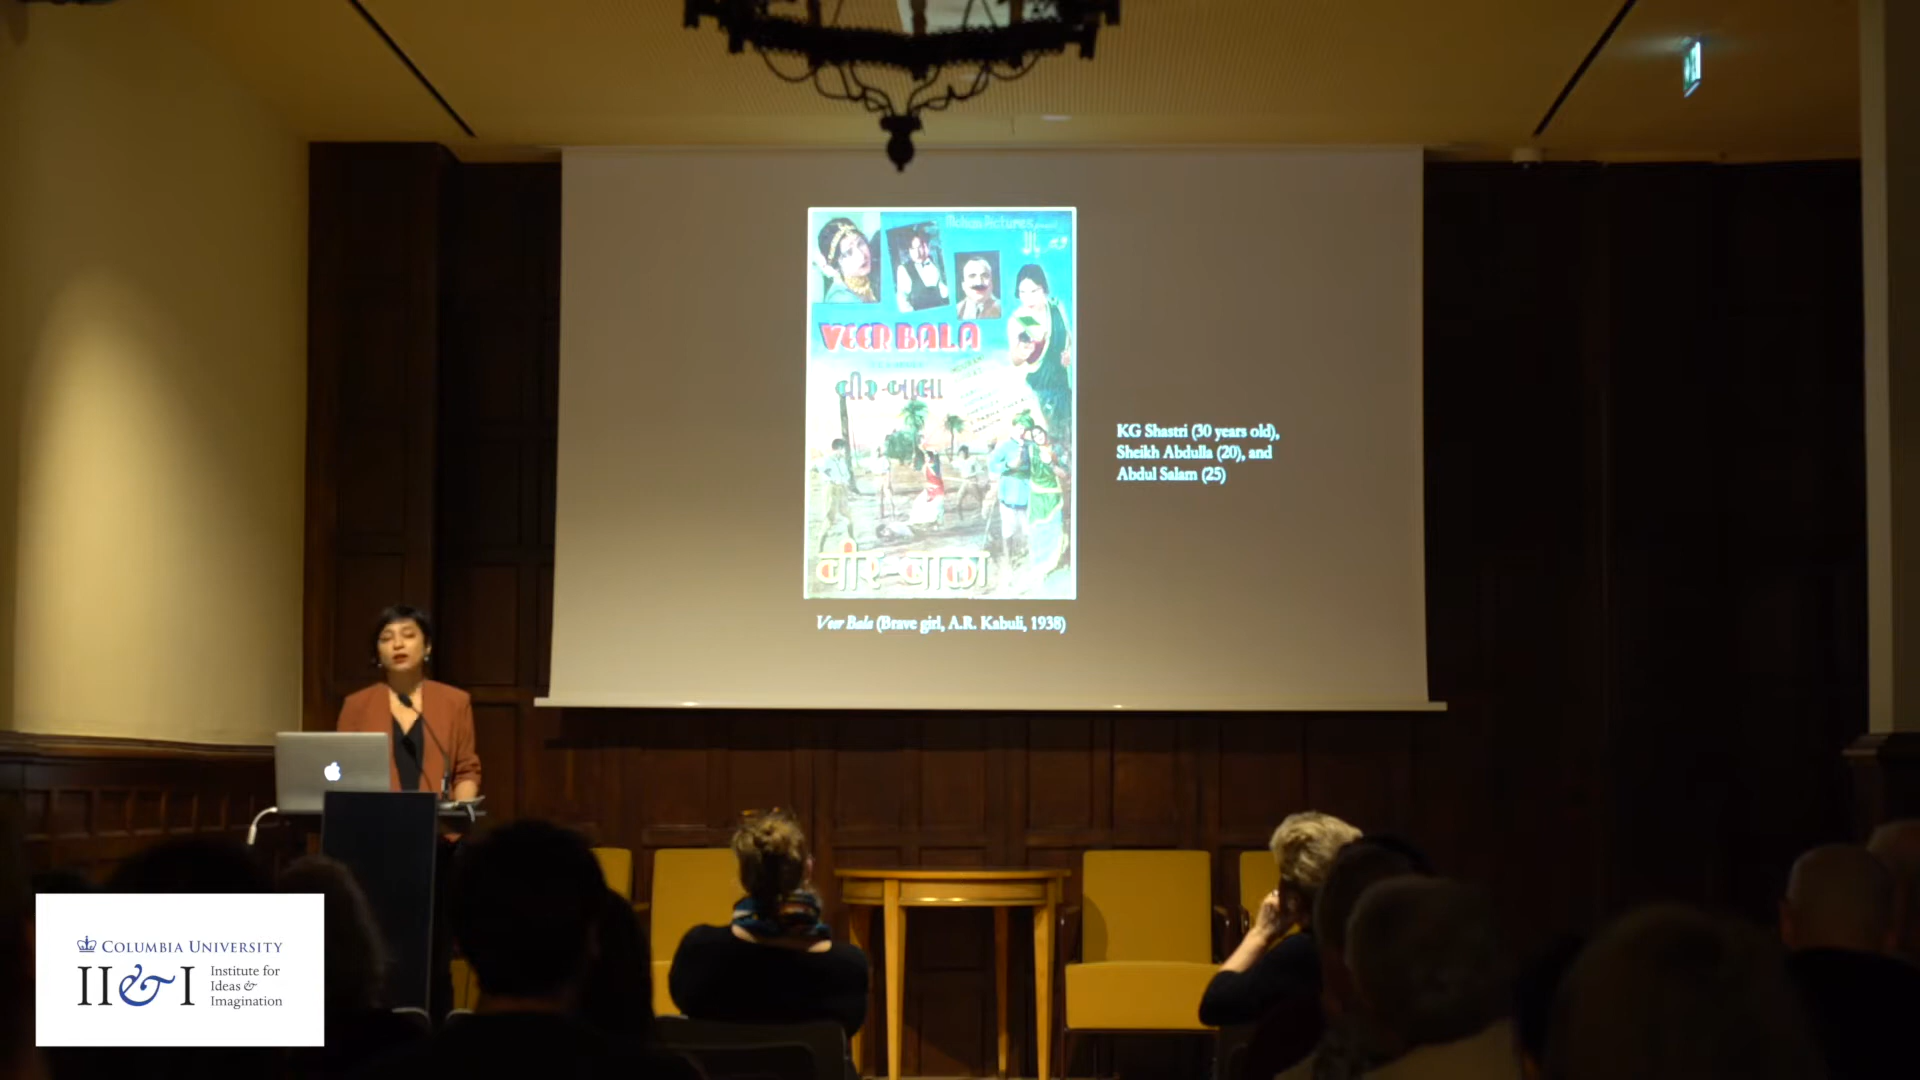 VEER BALA
વીર-બાલા
वीर-बाला
Veer Bala (Brave girl, A.R. Kabuli, 1938)
KG Shastri (30 years old),
Sheikh Abdulla (20), and
Abdul Salam (25)
COLUMBIA UNIVERSITY
II&I
Institute for
Ideas &
Imagination